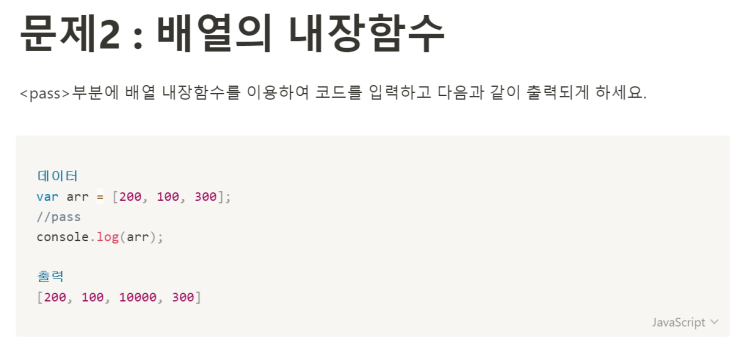 문제2 : 배열의 내장함수
<pass>부분에 배열 내장함수를 이용하여 코드를 입력하고 다음과 같이 출력되게 하세요.
데이터
var arr = [200, 100, 300];
//pass
console.log(arr);
출력
[200, 100, 10000, 300]
JavaScript